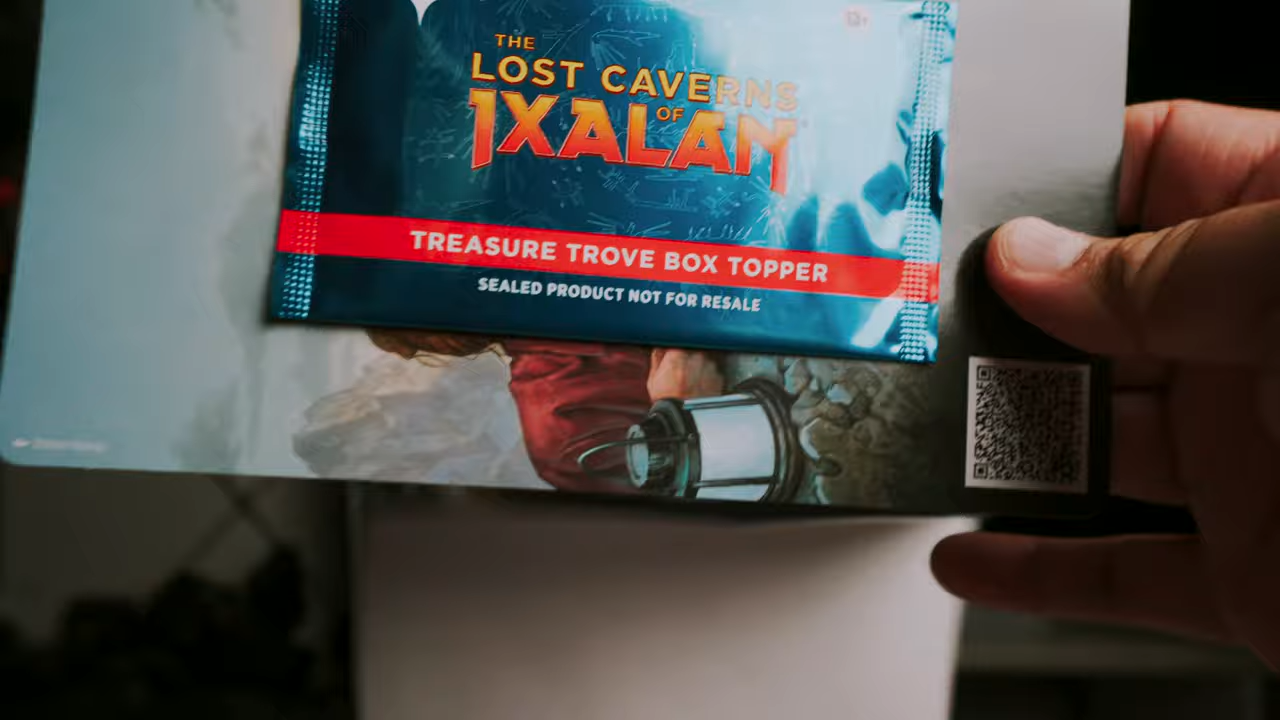 THE
LOST CAVERNS
OF
IXALAN
TREASURE TROVE BOX TOPPER
SEALED PRODUCT NOT FOR RESALE